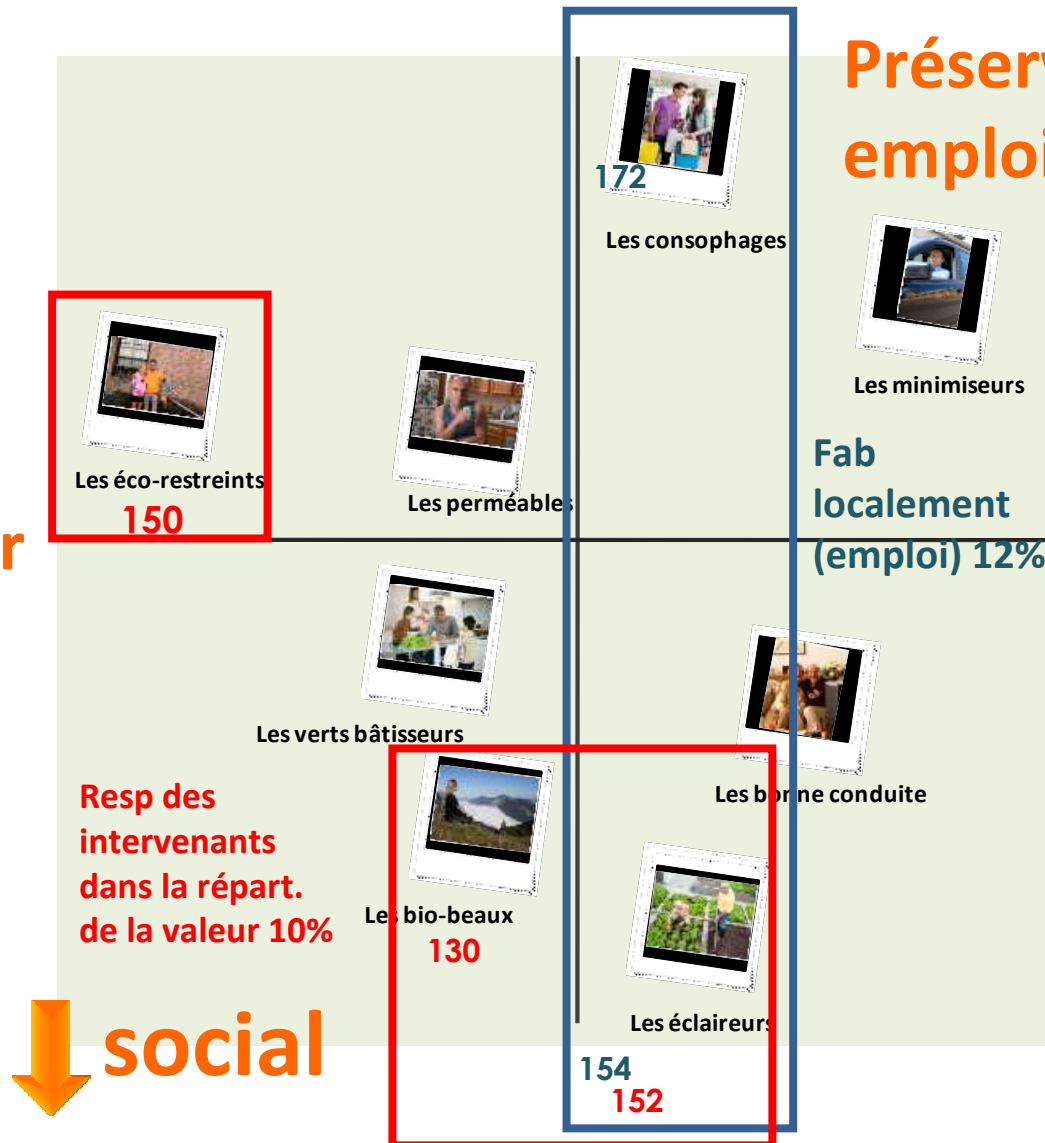 Préserv
emploi
172
Les consophages
Les minimiseurs
Les éco-restreints
150
Les perméables
Fab
localement
(emploi) 12%
r
Les verts bâtisseurs
Resp des
intervenants
dans la répart.
de la valeur 10%
Les bonne conduite
Les bio-beaux
130
Les éclaireurs
social
154
152